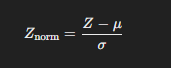 Z_norm = (Z − μ) / σ